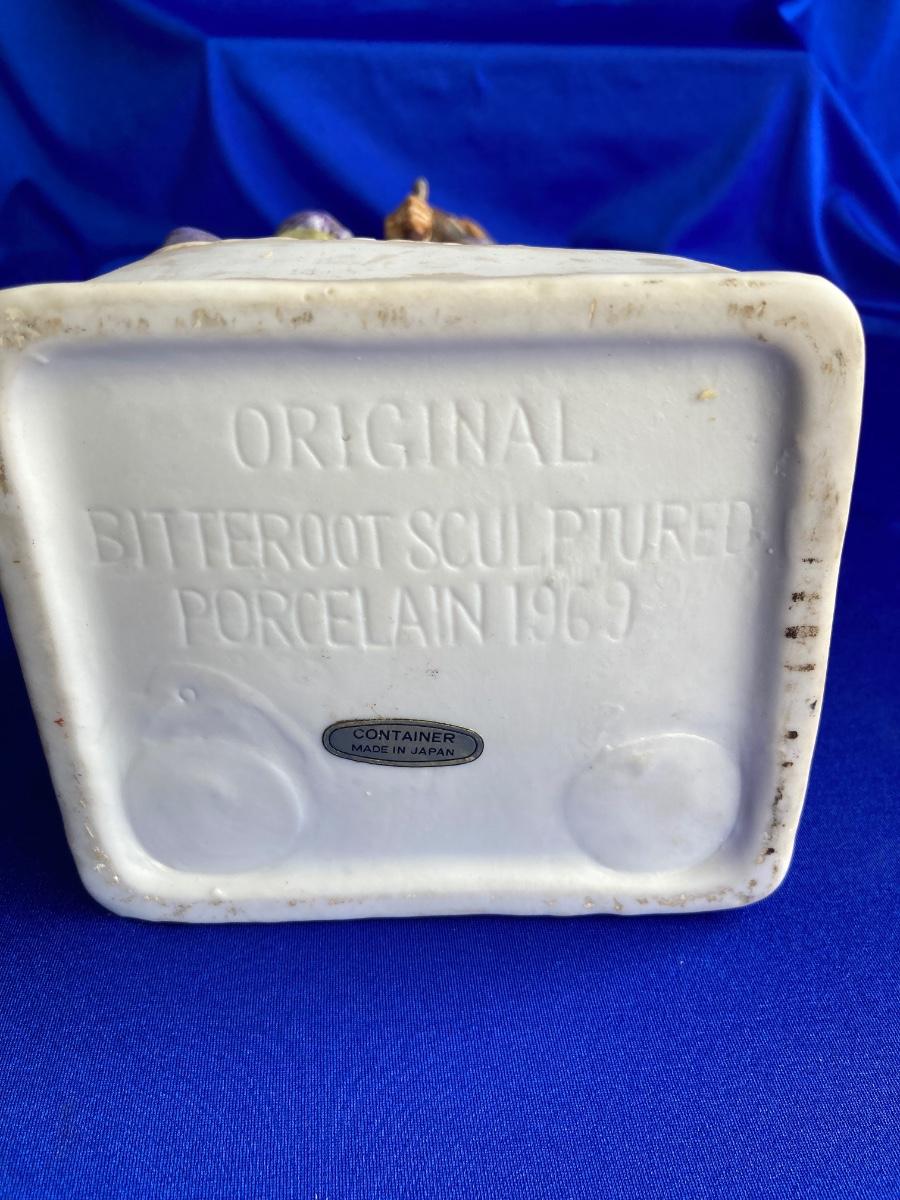 ORIGINAL
BITTEROOT SCULPTURED
PORCELAIN 1969
CONTAINER
MADE IN JAPAN